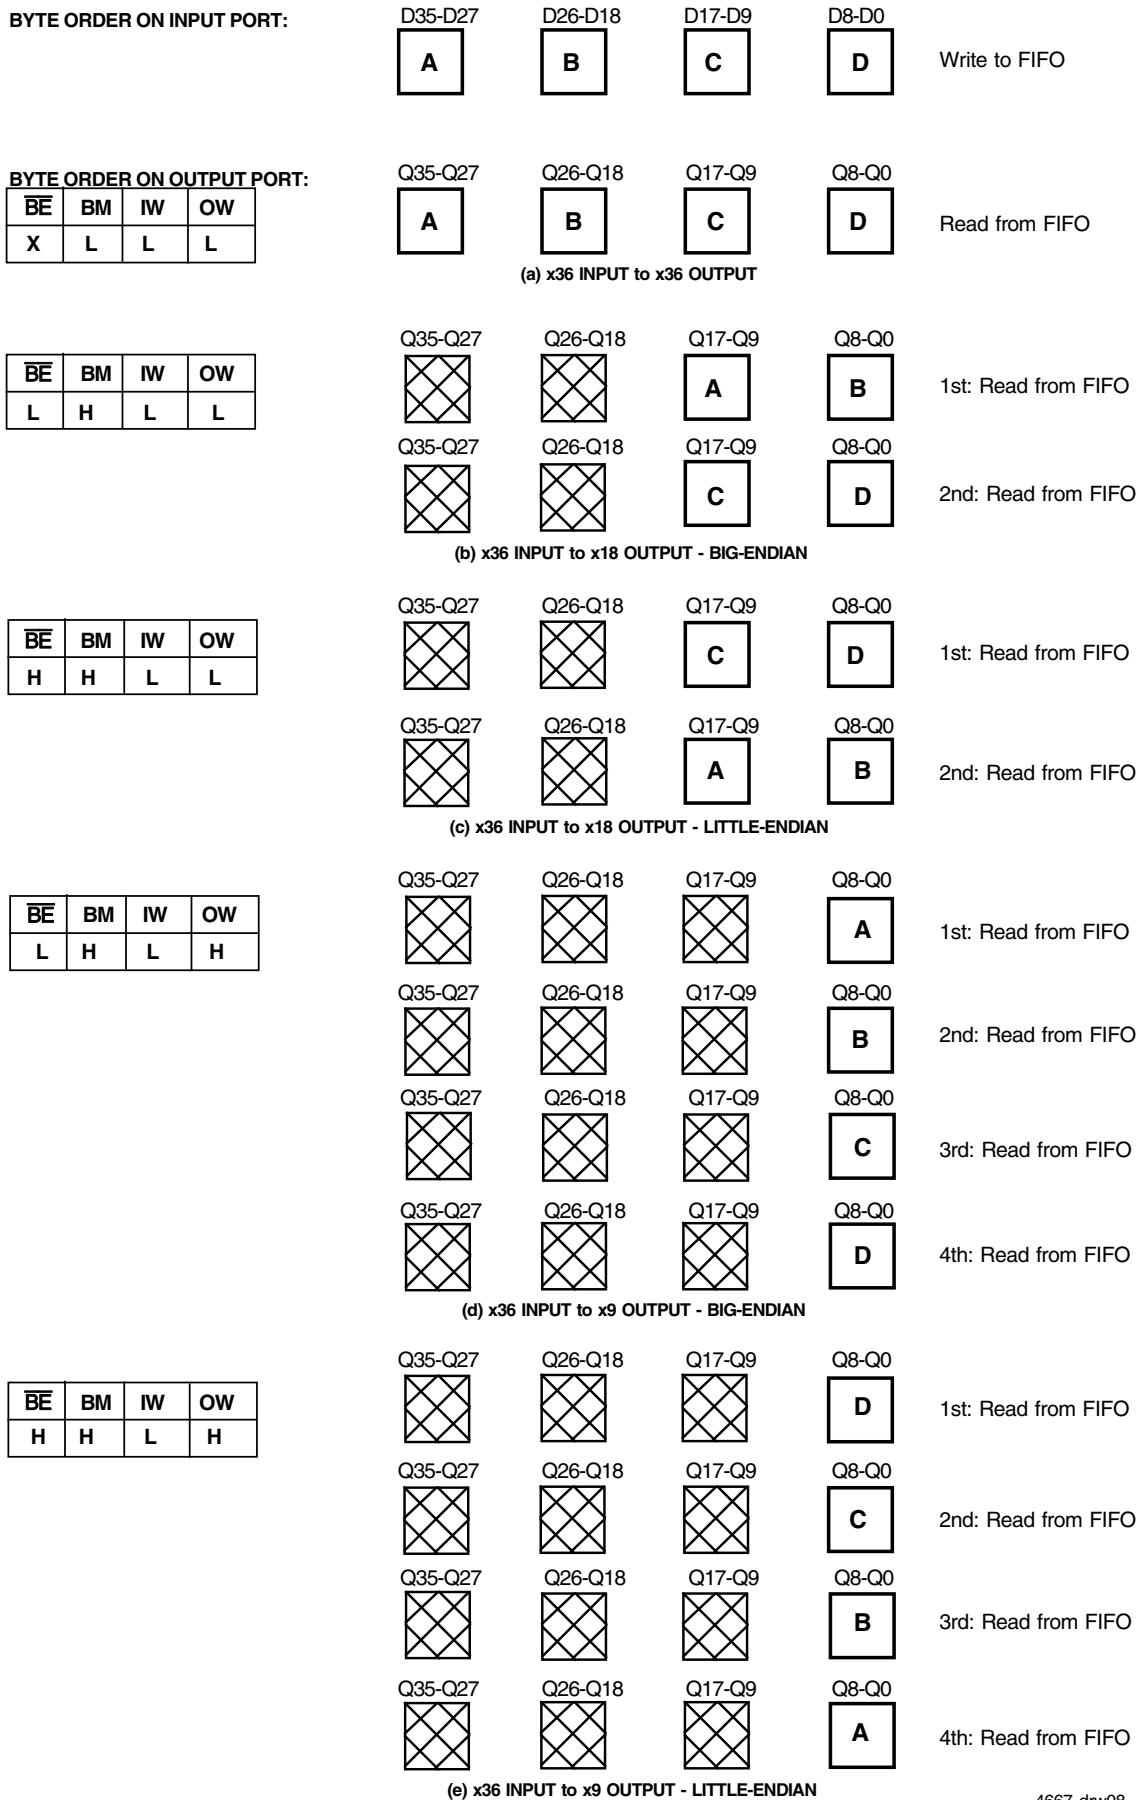 BYTE ORDER ON INPUT PORT:
D35-D27 D26-D18 D17-D9 D8-D0
A B C D Write to FIFO
BYTE ORDER ON OUTPUT PORT:
Q35-Q27 Q26-Q18 Q17-Q9 Q8-Q0
B̅E̅ BM IW OW
X L L L
A B C D Read from FIFO
(a) x36 INPUT to x36 OUTPUT
Q35-Q27 Q26-Q18 Q17-Q9 Q8-Q0
B̅E̅ BM IW OW
L H L L
A B 1st: Read from FIFO
Q35-Q27 Q26-Q18 Q17-Q9 Q8-Q0
C D 2nd: Read from FIFO
(b) x36 INPUT to x18 OUTPUT - BIG-ENDIAN
Q35-Q27 Q26-Q18 Q17-Q9 Q8-Q0
B̅E̅ BM IW OW
H H L L
C D 1st: Read from FIFO
Q35-Q27 Q26-Q18 Q17-Q9 Q8-Q0
A B 2nd: Read from FIFO
(c) x36 INPUT to x18 OUTPUT - LITTLE-ENDIAN
Q35-Q27 Q26-Q18 Q17-Q9 Q8-Q0
B̅E̅ BM IW OW
L H L H
A 1st: Read from FIFO
Q35-Q27 Q26-Q18 Q17-Q9 Q8-Q0
B 2nd: Read from FIFO
Q35-Q27 Q26-Q18 Q17-Q9 Q8-Q0
C 3rd: Read from FIFO
Q35-Q27 Q26-Q18 Q17-Q9 Q8-Q0
D 4th: Read from FIFO
(d) x36 INPUT to x9 OUTPUT - BIG-ENDIAN
Q35-Q27 Q26-Q18 Q17-Q9 Q8-Q0
B̅E̅ BM IW OW
H H L H
D 1st: Read from FIFO
Q35-Q27 Q26-Q18 Q17-Q9 Q8-Q0
C 2nd: Read from FIFO
Q35-Q27 Q26-Q18 Q17-Q9 Q8-Q0
B 3rd: Read from FIFO
Q35-Q27 Q26-Q18 Q17-Q9 Q8-Q0
A 4th: Read from FIFO
(e) x36 INPUT to x9 OUTPUT - LITTLE-ENDIAN
4667 drw08